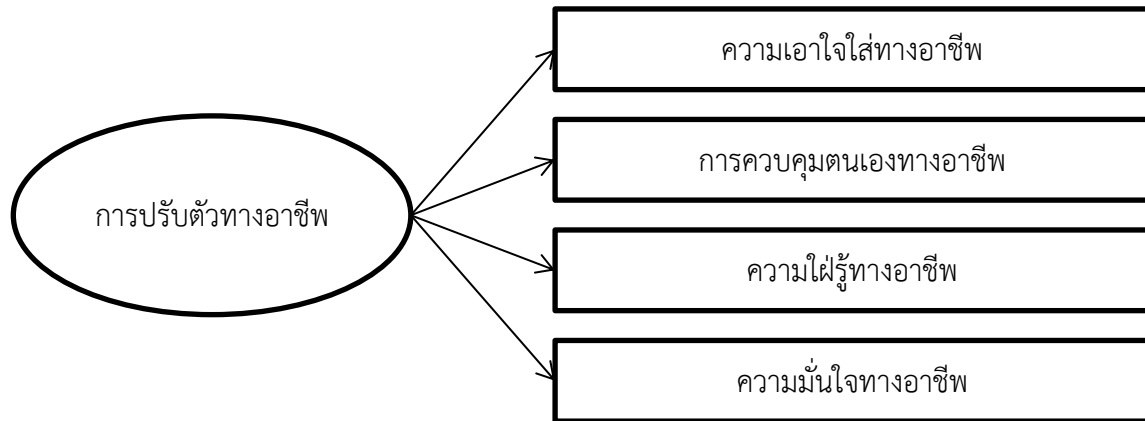 ความเอาใจใส่ทางอาชีพ
การควบคุมตนเองทางอาชีพ
การปรับตัวทางอาชีพ
ความใฝ่รู้ทางอาชีพ
ความมั่นใจทางอาชีพ